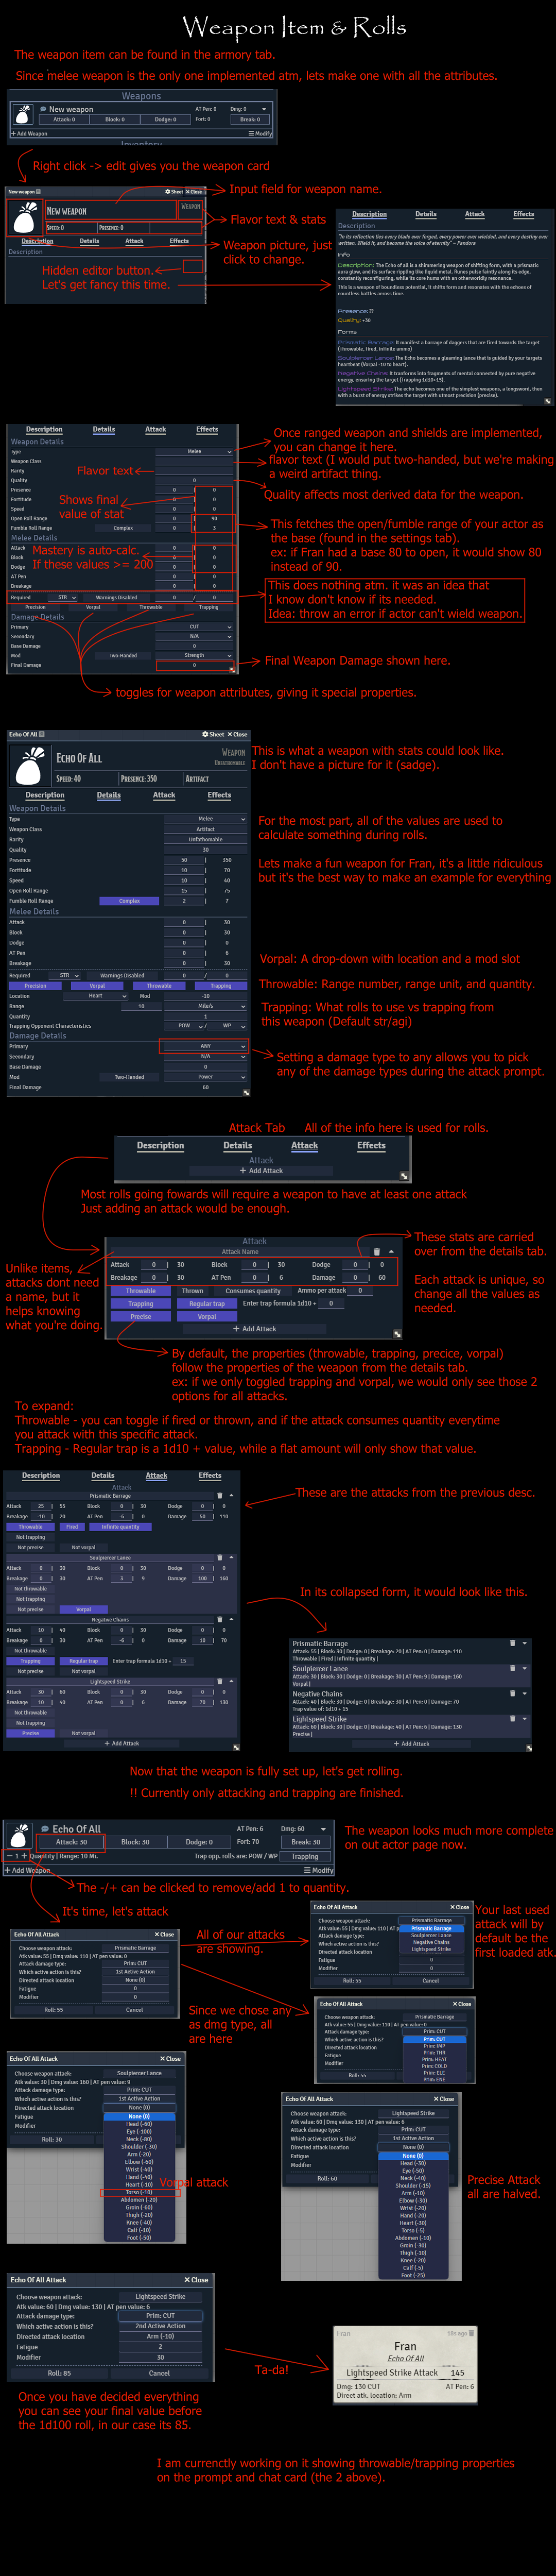 Weapon Item & Rolls
The weapon item can be found in the armory tab.
Since melee weapon is the only one implemented atm, lets make one with all the attributes.
Weapons
New weapon AT Pen: 0 Dmg: 0
Attack: 0 Block: 0 Dodge: 0 Fort: 0 Break: 0
+ Add Weapon Modify
Inventory
Right click -> edit gives you the weapon card
New weapon Sheet Close
New weapon Weapon
Speed: 0 Presence: 0
Description Details Attack Effects
Description
Input field for weapon name.
Flavor text & stats
Weapon picture, just
click to change.
Hidden editor button.
Let's get fancy this time.
Description Details Attack Effects
Description
"In its reflection lies every blade ever forged, every power ever wielded, and every destiny ever
written. Wield it, and become the voice of eternity" - Pandora
Info
Description: The Echo of all is a shimmering weapon of shifting form, with a prismatic
aura glow, and its surface rippling like liquid metal. Runes pulse faintly along its edge,
constantly reconfiguring, while its core hums with an otherworldly resonance.
This is a weapon of boundless potential, it shifts form and resonates with the echoes of
countless battles across time.
Presence: ??
Quality: +30
Forms
Prismatic Barrage: It manifest a barrage of daggers that are fired towards the target
(Throwable, Fired, Infinite ammo)
Soulpiercer Lance: The Echo becomes a gleaming lance that is guided by your targets
heartbeat (Vorpal -10 to heart).
Negative Chains: It tranforms into fragments of metal connected by pure negative
energy, ensaring the target (Trapping 1d10+15).
Lightspeed Strike: The echo becomes one of the simplest weapons, a longsword, then
with a burst of energy strikes the target with utmost precision (precise).
Description Details Attack Effects
Weapon Details
Type Melee
Weapon Class
Rarity
Quality 0
Presence 0 | 0
Fortitude 0 | 0
Speed 0 | 0
Open Roll Range 0 | 90
Fumble Roll Range Complex 0 | 3
Melee Details
Attack 0 | 0
Block 0 | 0
Dodge 0 | 0
AT Pen 0 | 0
Breakage 0 | 0
Required STR Warnings Disabled 0 / 0
Precision Vorpal Throwable Trapping
Damage Details
Primary CUT
Secondary N/A
Base Damage 0
Mod Two-Handed Strength
Final Damage 0
Flavor text
Shows final
value of stat
Mastery is auto-calc.
If these values >= 200
Once ranged weapon and shields are implemented,
you can change it here.
flavor text (I would put two-handed, but we're making
a weird artifact thing.
Quality affects most derived data for the weapon.
This fetches the open/fumble range of your actor as
the base (found in the settings tab).
ex: if Fran had a base 80 to open, it would show 80
instead of 90.
This does nothing atm. it was an idea that
I know don't know if its needed.
Idea: throw an error if actor can't wield weapon.
Final Weapon Damage shown here.
toggles for weapon attributes, giving it special properties.
Echo Of All Sheet Close
Echo Of All Weapon
Unfathomable
Speed: 40 Presence: 350 Artifact
Description Details Attack Effects
Weapon Details
Type Melee
Weapon Class Artifact
Rarity Unfathomable
Quality 30
Presence 50 | 350
Fortitude 10 | 70
Speed 10 | 40
Open Roll Range 15 | 75
Fumble Roll Range Complex 2 | 7
Melee Details
Attack 0 | 30
Block 0 | 30
Dodge 0 | 0
AT Pen 0 | 6
Breakage 0 | 30
Required STR Warnings Disabled 0 / 0
Precision Vorpal Throwable Trapping
Location Heart Mod -10
Range 10 Mile/s
Quantity 1
Trapping Opponent Characteristics POW / WP
Damage Details
Primary ANY
Secondary N/A
Base Damage 0
Mod Two-Handed Power
Final Damage 60
This is what a weapon with stats could look like.
I don't have a picture for it (sadge).
For the most part, all of the values are used to
calculate something during rolls.
Lets make a fun weapon for Fran, it's a little ridiculous
but it's the best way to make an example for everything
Vorpal: A drop-down with location and a mod slot
Throwable: Range number, range unit, and quantity.
Trapping: What rolls to use vs trapping from
this weapon (Default str/agi)
Setting a damage type to any allows you to pick
any of the damage types during the attack prompt.
Attack Tab All of the info here is used for rolls.
Description Details Attack Effects
Attack
+ Add Attack
Most rolls going fowards will require a weapon to have at least one attack
Just adding an attack would be enough.
Attack
Attack Name
Attack 0 | 30 Block 0 | 30 Dodge 0 | 0
Breakage 0 | 30 AT Pen 0 | 6 Damage 0 | 60
Throwable Thrown Consumes quantity Ammo per attack 0
Trapping Regular trap Enter trap formula 1d10 + 0
Precise Vorpal
+ Add Attack
Unlike items,
attacks dont need
a name, but it
helps knowing
what you're doing.
These stats are carried
over from the details tab.
Each attack is unique, so
change all the values as
needed.
By default, the properties (throwable, trapping, precice, vorpal)
follow the properties of the weapon from the details tab.
ex: if we only toggled trapping and vorpal, we would only see those 2
options for all attacks.
To expand:
Throwable - you can toggle if fired or thrown, and if the attack consumes quantity everytime
you attack with this specific attack.
Trapping - Regular trap is a 1d10 + value, while a flat amount will only show that value.
Description Details Attack Effects
Attack
Prismatic Barrage
Attack 25 | 55 Block 0 | 30 Dodge 0 | 0
Breakage -10 | 20 AT Pen -6 | 0 Damage 50 | 110
Throwable Fired Infinite quantity
Not trapping
Not precise Not vorpal
Soulpiercer Lance
Attack 0 | 30 Block 0 | 30 Dodge 0 | 0
Breakage 0 | 30 AT Pen 3 | 9 Damage 100 | 160
Not throwable
Not trapping
Not precise Vorpal
Negative Chains
Attack 10 | 40 Block 0 | 30 Dodge 0 | 0
Breakage 0 | 30 AT Pen -6 | 0 Damage 10 | 70
Not throwable
Trapping Regular trap Enter trap formula 1d10 + 15
Not precise Not vorpal
Lightspeed Strike
Attack 30 | 60 Block 0 | 30 Dodge 0 | 0
Breakage 10 | 40 AT Pen 0 | 6 Damage 70 | 130
Not throwable
Not trapping
Precise Not vorpal
+ Add Attack
These are the attacks from the previous desc.
In its collapsed form, it would look like this.
Prismatic Barrage
Attack: 55 | Block: 30 | Dodge: 0 | Breakage: 20 | AT Pen: 0 | Damage: 110
Throwable | Fired | Infinite quantity |
Soulpiercer Lance
Attack: 30 | Block: 30 | Dodge: 0 | Breakage: 30 | AT Pen: 9 | Damage: 160
Vorpal |
Negative Chains
Attack: 40 | Block: 30 | Dodge: 0 | Breakage: 30 | AT Pen: 0 | Damage: 70
Trap value of: 1d10 + 15
Lightspeed Strike
Attack: 60 | Block: 30 | Dodge: 0 | Breakage: 40 | AT Pen: 6 | Damage: 130
Precise |
+ Add Attack
Now that the weapon is fully set up, let's get rolling.
!! Currently only attacking and trapping are finished.
Echo Of All AT Pen: 6 Dmg: 60
Attack: 30 Block: 30 Dodge: 0 Fort: 70 Break: 30
− 1 + Quantity | Range: 10 Mi. Trap opp. rolls are: POW / WP Trapping
+ Add Weapon Modify
The weapon looks much more complete
on out actor page now.
The -/+ can be clicked to remove/add 1 to quantity.
It's time, let's attack
Echo Of All Attack Close
Choose weapon attack: Prismatic Barrage
Atk value: 55 | Dmg value: 110 | AT pen value: 0
Attack damage type: Prim: CUT
Which active action is this? 1st Active Action
Directed attack location None (0)
Fatigue 0
Modifier 0
Roll: 55 Cancel
All of our attacks
are showing.
Echo Of All Attack Close
Choose weapon attack: Prismatic Barrage
Atk value: 55 | Dmg value: 110 | AT p Prismatic Barrage
Attack damage type: Soulpiercer Lance
Which active action is this? Negative Chains
Directed attack location Lightspeed Strike
Fatigue 0
Modifier 0
Roll: 55 Cancel
Your last used
attack will by
default be the
first loaded atk.
Since we chose any
as dmg type, all
are here
Echo Of All Attack Close
Choose weapon attack: Prismatic Barrage
Atk value: 55 | Dmg value: 110 | AT pen value: 0
Attack damage type: Prim: CUT
Which active action is this? Prim: CUT
Directed attack location Prim: IMP
Fatigue Prim: THR
Modifier Prim: HEAT
Prim: COLD
Roll: 55 Prim: ELE
Prim: ENE
Echo Of All Attack Close
Choose weapon attack: Soulpiercer Lance
Atk value: 30 | Dmg value: 160 | AT pen value: 9
Attack damage type: Prim: CUT
Which active action is this? 1st Active Action
Directed attack location None (0)
Fatigue None (0)
Modifier Head (-60)
Eye (-100)
Neck (-80)
Roll: 30 Shoulder (-30)
Arm (-20)
Elbow (-60)
Wrist (-40)
Hand (-40)
Heart (-10)
Torso (-10)
Abdomen (-20)
Groin (-60)
Thigh (-20)
Knee (-40)
Calf (-10)
Foot (-50)
Vorpal attack
Echo Of All Attack Close
Choose weapon attack: Lightspeed Strike
Atk value: 60 | Dmg value: 130 | AT pen value: 6
Attack damage type: Prim: CUT
Which active action is this? 1st Active Action
Directed attack location None (0)
Fatigue None (0)
Modifier Head (-30)
Eye (-50)
Neck (-40)
Roll: 60 Shoulder (-15)
Arm (-10)
Elbow (-30)
Wrist (-20)
Hand (-20)
Heart (-30)
Torso (-5)
Abdomen (-10)
Groin (-30)
Thigh (-10)
Knee (-20)
Calf (-5)
Foot (-25)
Precise Attack
all are halved.
Echo Of All Attack Close
Choose weapon attack: Lightspeed Strike
Atk value: 60 | Dmg value: 130 | AT pen value: 6
Attack damage type: Prim: CUT
Which active action is this? 2nd Active Action
Directed attack location Arm (-10)
Fatigue 2
Modifier 30
Roll: 85 Cancel
Ta-da!
Fran 18s ago
Fran
Echo Of All
Lightspeed Strike Attack 145
Dmg: 130 CUT AT Pen: 6
Direct atk. location: Arm
Once you have decided everything
you can see your final value before
the 1d100 roll, in our case its 85.
I am currenctly working on it showing throwable/trapping properties
on the prompt and chat card (the 2 above).